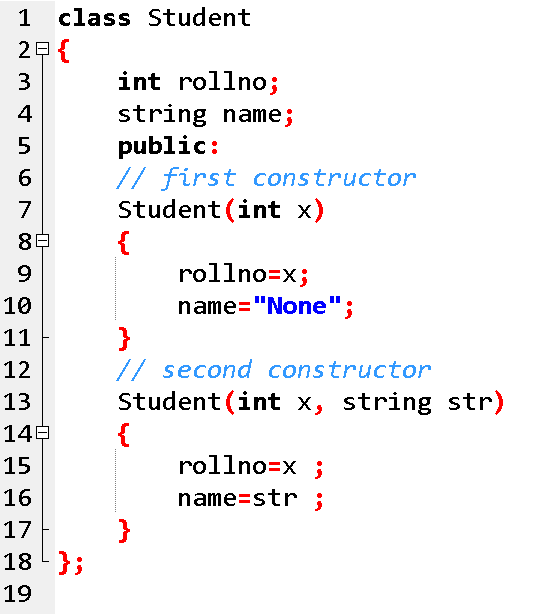 1 class Student
2 {
3 int rollno;
4 string name;
5 public:
6 // first constructor
7 Student(int x)
8 {
9 rollno=x;
10 name="None";
11 }
12 // second constructor
13 Student(int x, string str)
14 {
15 rollno=x ;
16 name=str ;
17 }
18 };
19